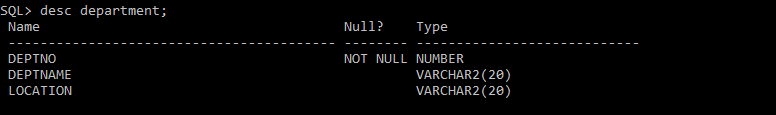 SQL> desc department;
Name Null? Type
----------------------------------------- -------- ----------------------------
DEPTNO NOT NULL NUMBER
DEPTNAME VARCHAR2(20)
LOCATION VARCHAR2(20)